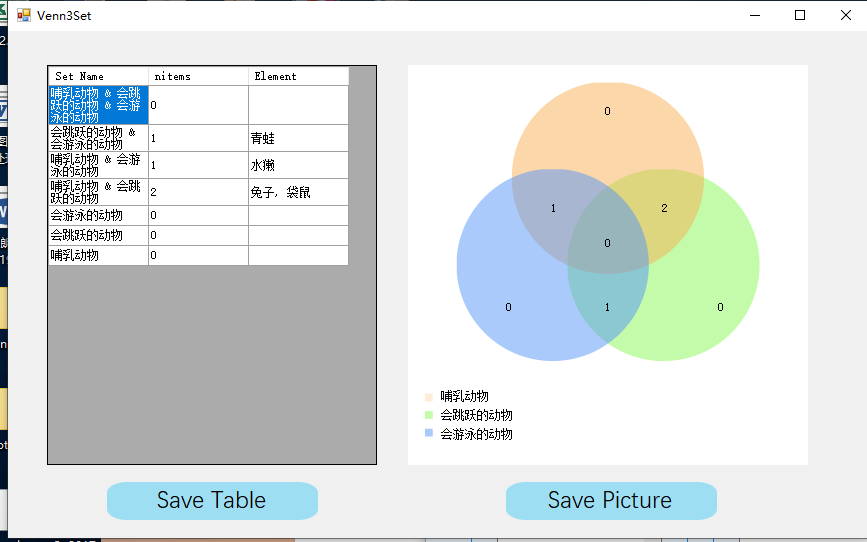 Venn3Set
Set Name nitems Element
哺乳动物 & 会跳
跃的动物 & 会游
泳的动物
0
会跳跃的动物 &
会游泳的动物
1
青蛙
哺乳动物 & 会游
泳的动物
1
水獭
哺乳动物 & 会跳
跃的动物
2
兔子，袋鼠
会游泳的动物 0
会跳跃的动物 0
哺乳动物 0
0
1
2
0
0
1
0
哺乳动物
会跳跃的动物
会游泳的动物
Save Table
Save Picture